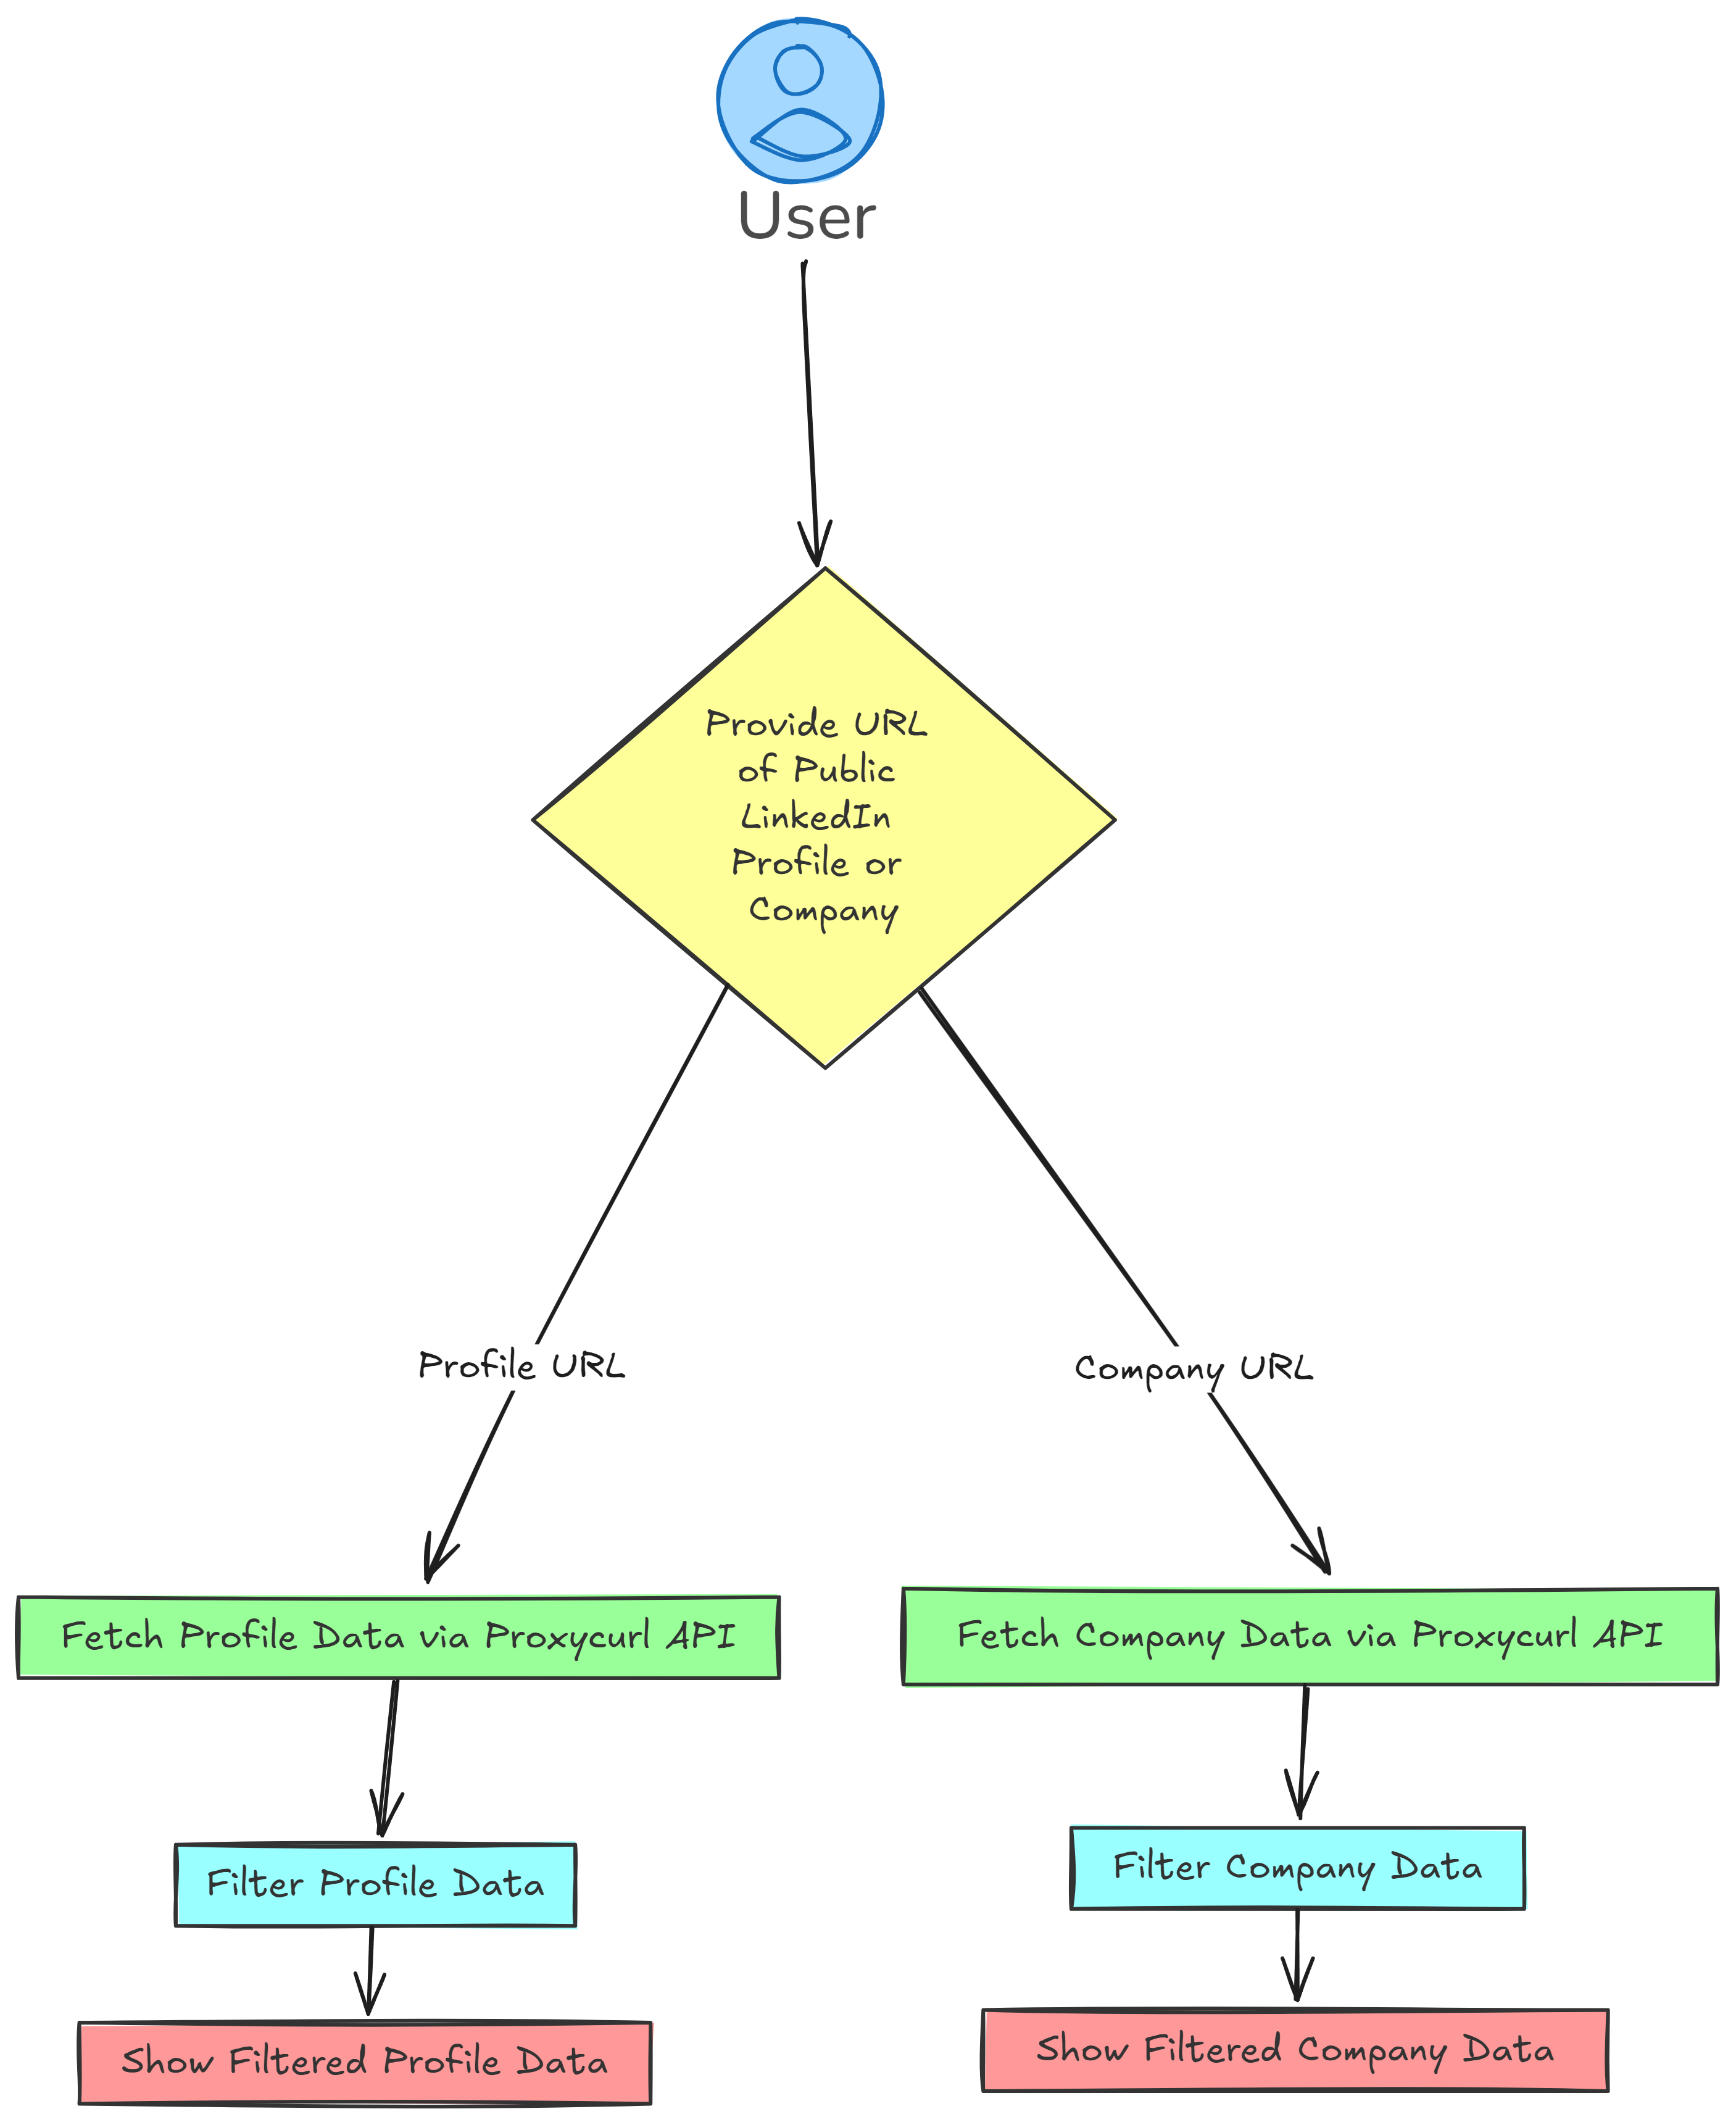 User
Provide URL
of Public
LinkedIn
Profile or
Company
Profile URL
Company URL
Fetch Profile Data via Proxycurl API
Fetch Company Data via Proxycurl API
Filter Profile Data
Filter Company Data
Show Filtered Profile Data
Show Filtered Company Data